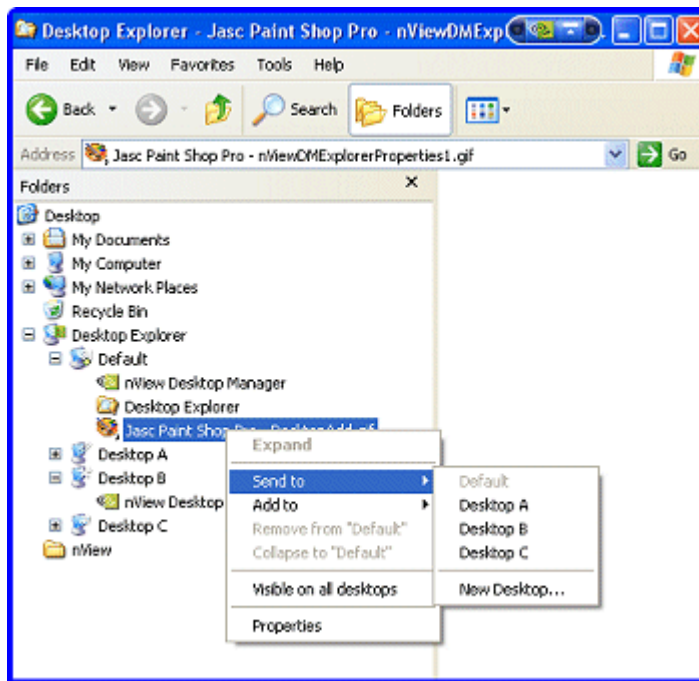 Desktop Explorer - Jasc Paint Shop Pro - nViewDMExp
File Edit View Favorites Tools Help
Back Search Folders
Address Jasc Paint Shop Pro - nViewDMExplorerProperties1.gif Go
Folders
Desktop
My Documents
My Computer
My Network Places
Recycle Bin
Desktop Explorer
Default
nView Desktop Manager
Desktop Explorer
Jasc Paint Shop Pro - DesktopAdd.gif
Desktop A
Desktop B
nView Desktop
Desktop C
nView
Expand
Send to
Add to
Remove from "Default"
Collapse to "Default"
Visible on all desktops
Properties
Default
Desktop A
Desktop B
Desktop C
New Desktop...